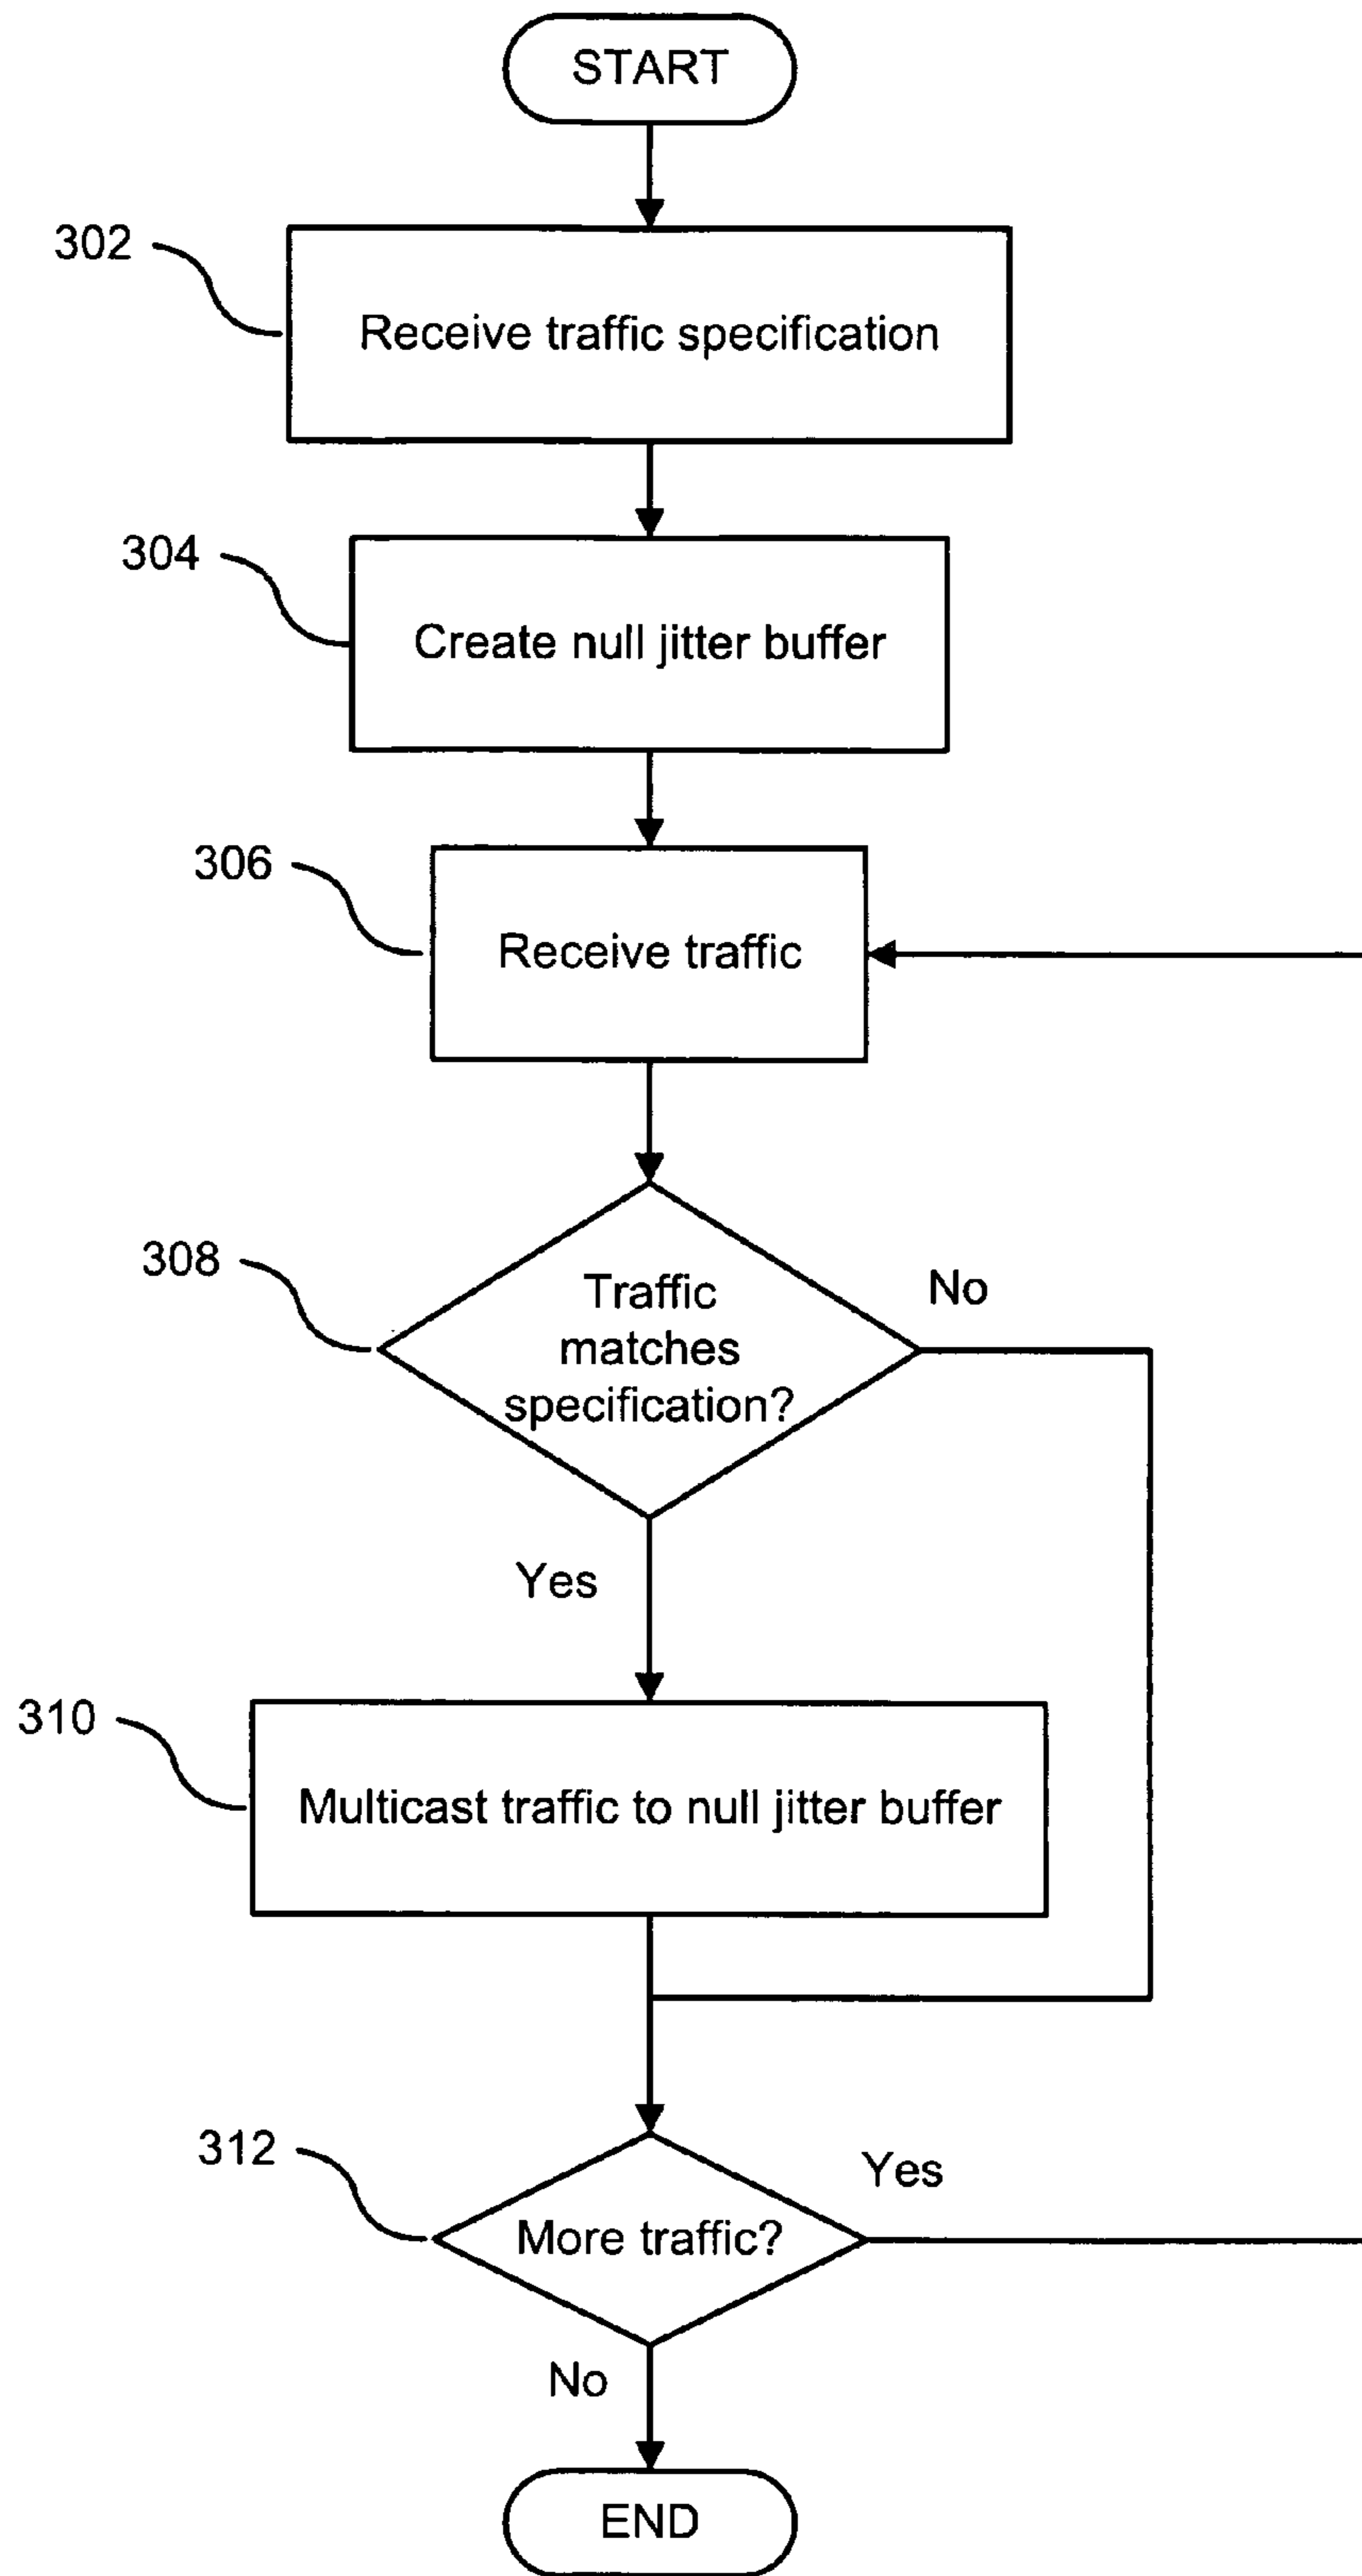 START
302
Receive traffic specification
304
Create null jitter buffer
306
Receive traffic
308
Traffic
matches
specification?
No
Yes
310
Multicast traffic to null jitter buffer
312
More traffic?
Yes
No
END